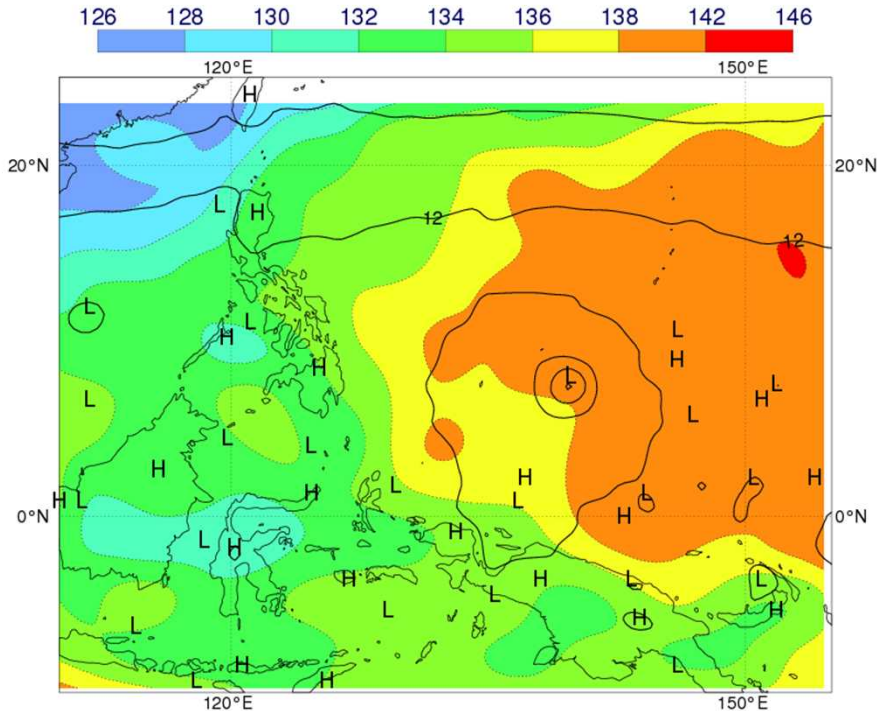 126 128 130 132 134 136 138 142 146
120°E 150°E
H
20°N 20°N
L H 12
12
L
L H L
H H
L L H L
L
L L
H H L L H
H L H L L
H H
L H
H H L L
L L H H
L
H L
L H
0°N 0°N
120°E 150°E